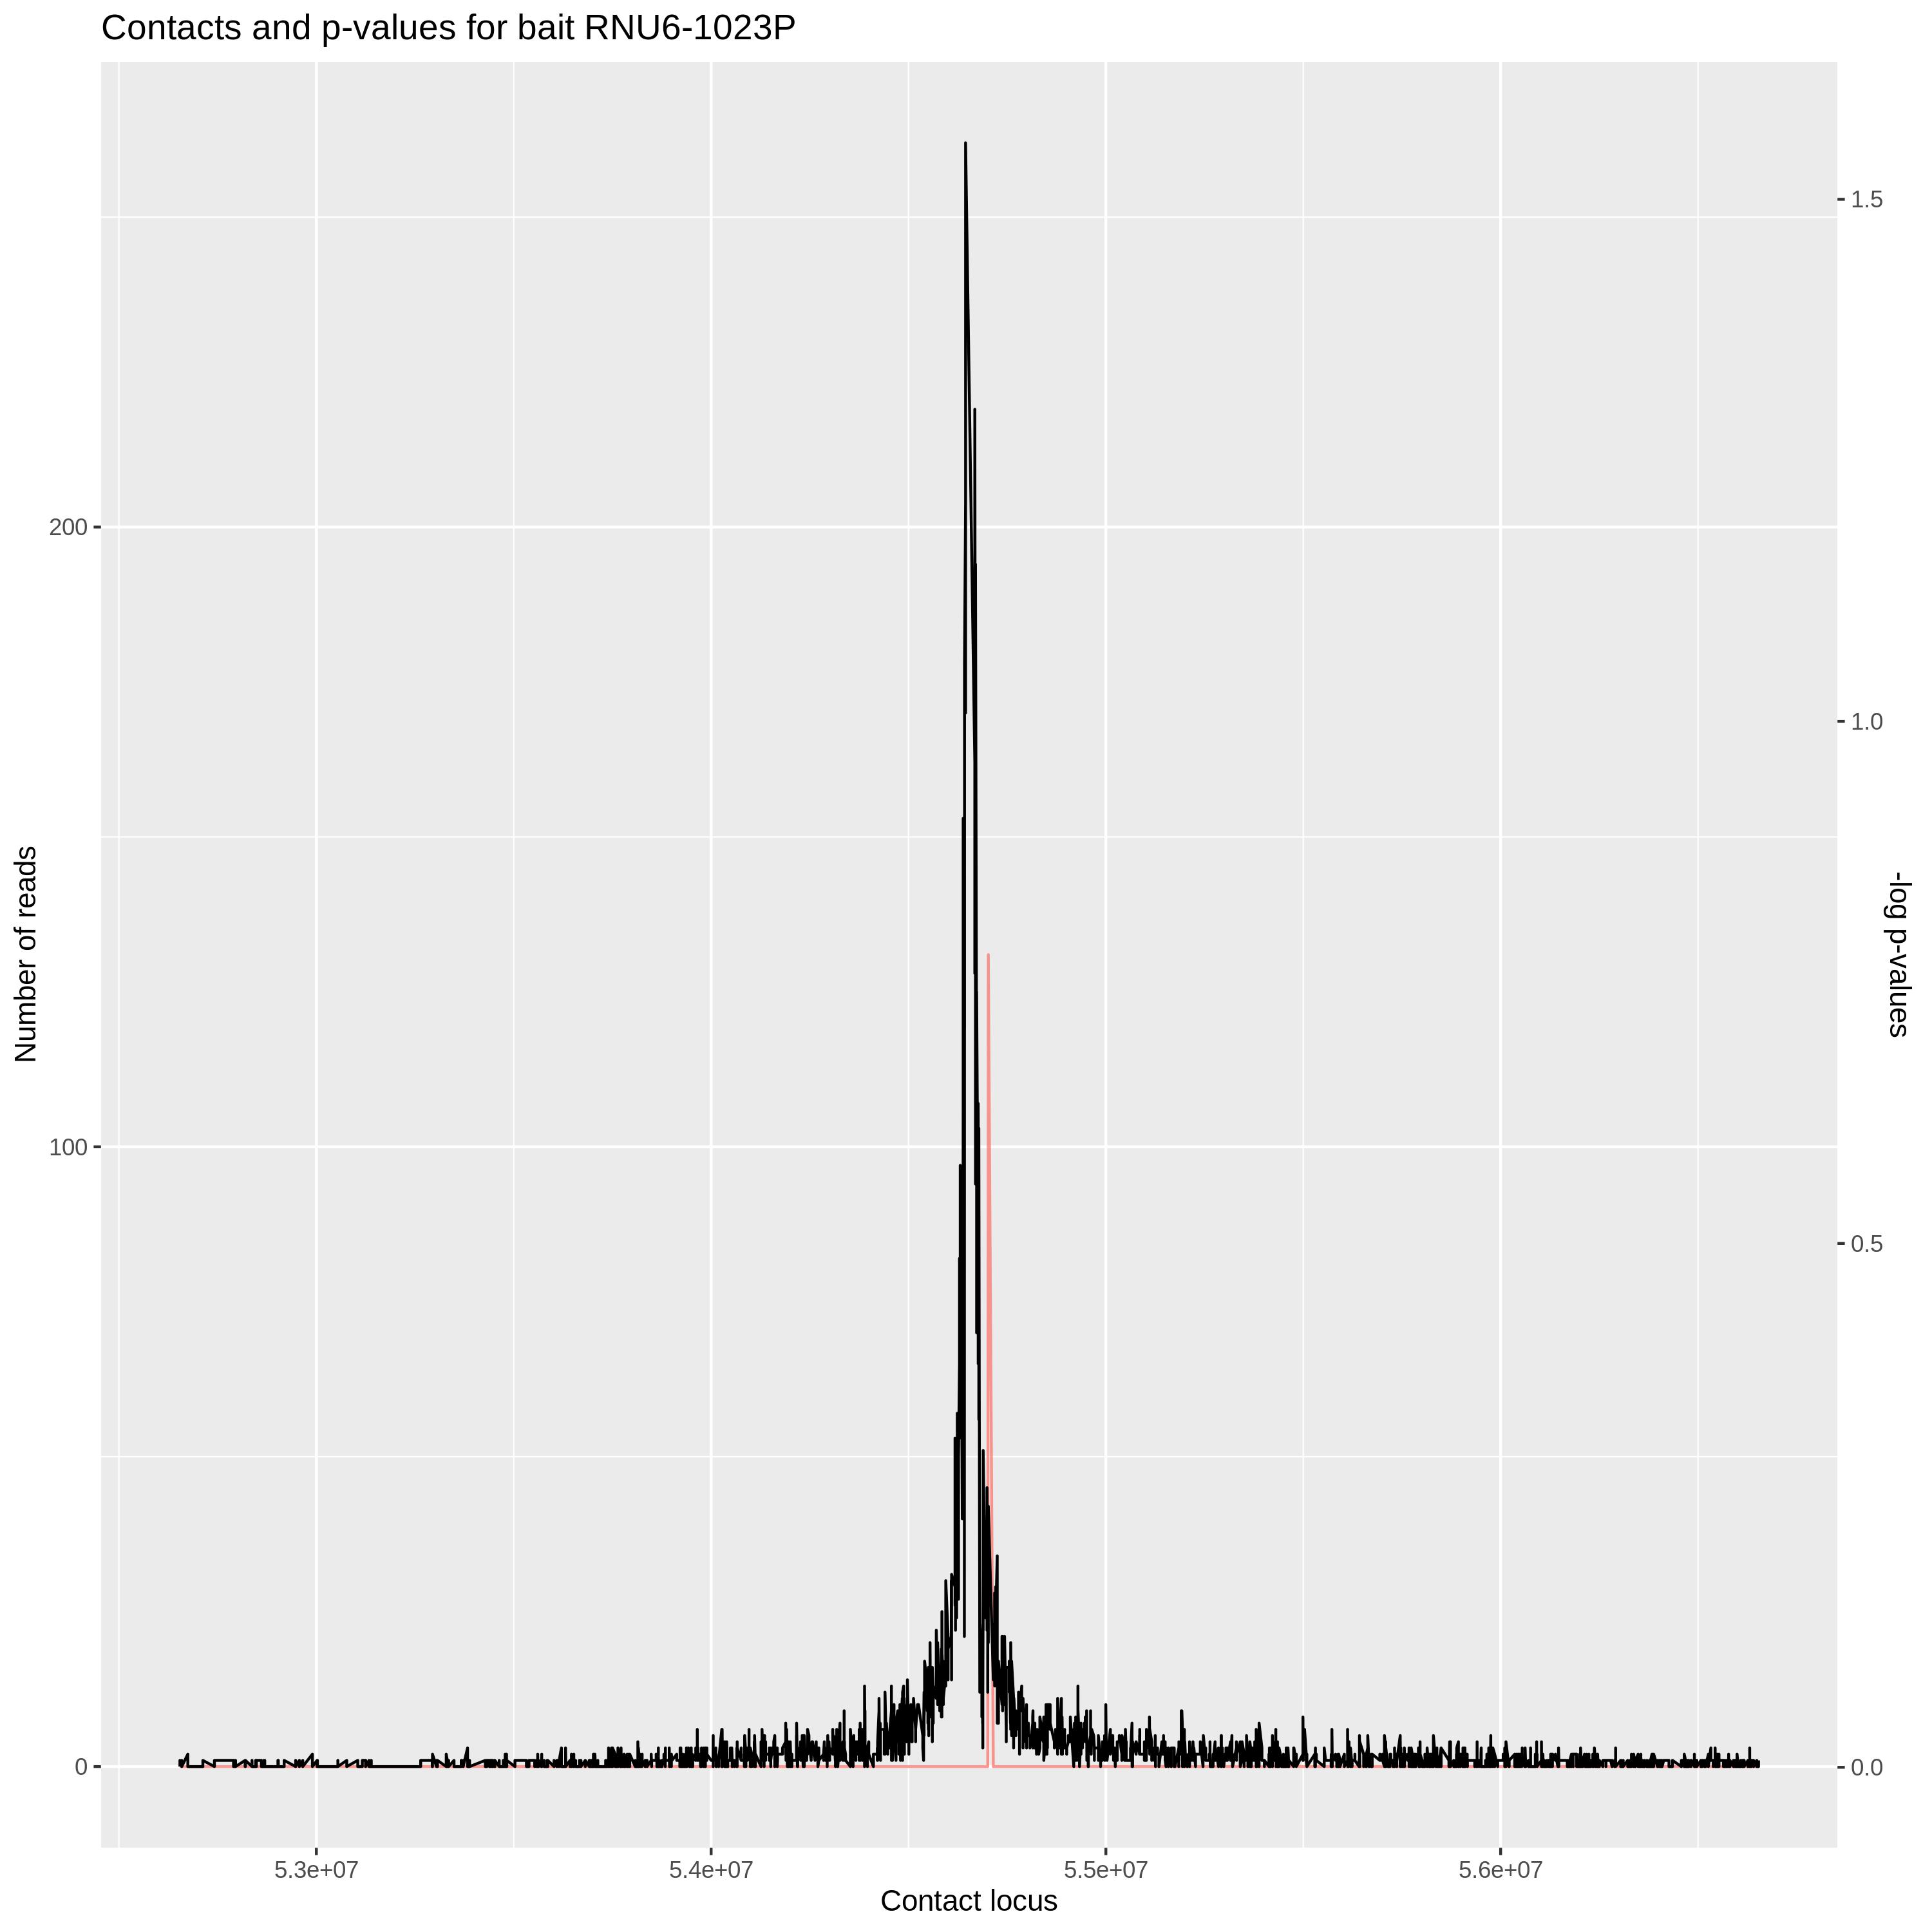 Contacts and p-values for bait RNU6-1023P
Number of reads
200
100
0
1.5
1.0
0.5
0.0
-log p-values
5.3e+07
5.4e+07
5.5e+07
5.6e+07
Contact locus